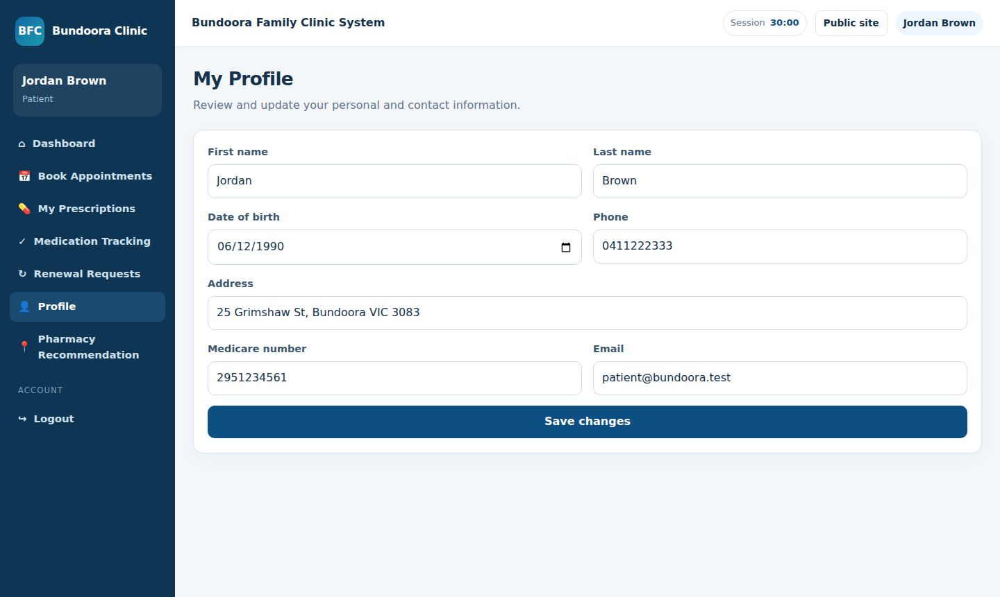 BFC Bundoora Clinic
Jordan Brown
Patient
Dashboard
Book Appointments
My Prescriptions
Medication Tracking
Renewal Requests
Profile
Pharmacy
Recommendation
ACCOUNT
Logout
Bundoora Family Clinic System
Session 30:00
Public site
Jordan Brown
My Profile
Review and update your personal and contact information.
First name
Last name
Jordan
Brown
Date of birth
Phone
06/12/1990
0411222333
Address
25 Grimshaw St, Bundoora VIC 3083
Medicare number
Email
2951234561
patient@bundoora.test
Save changes